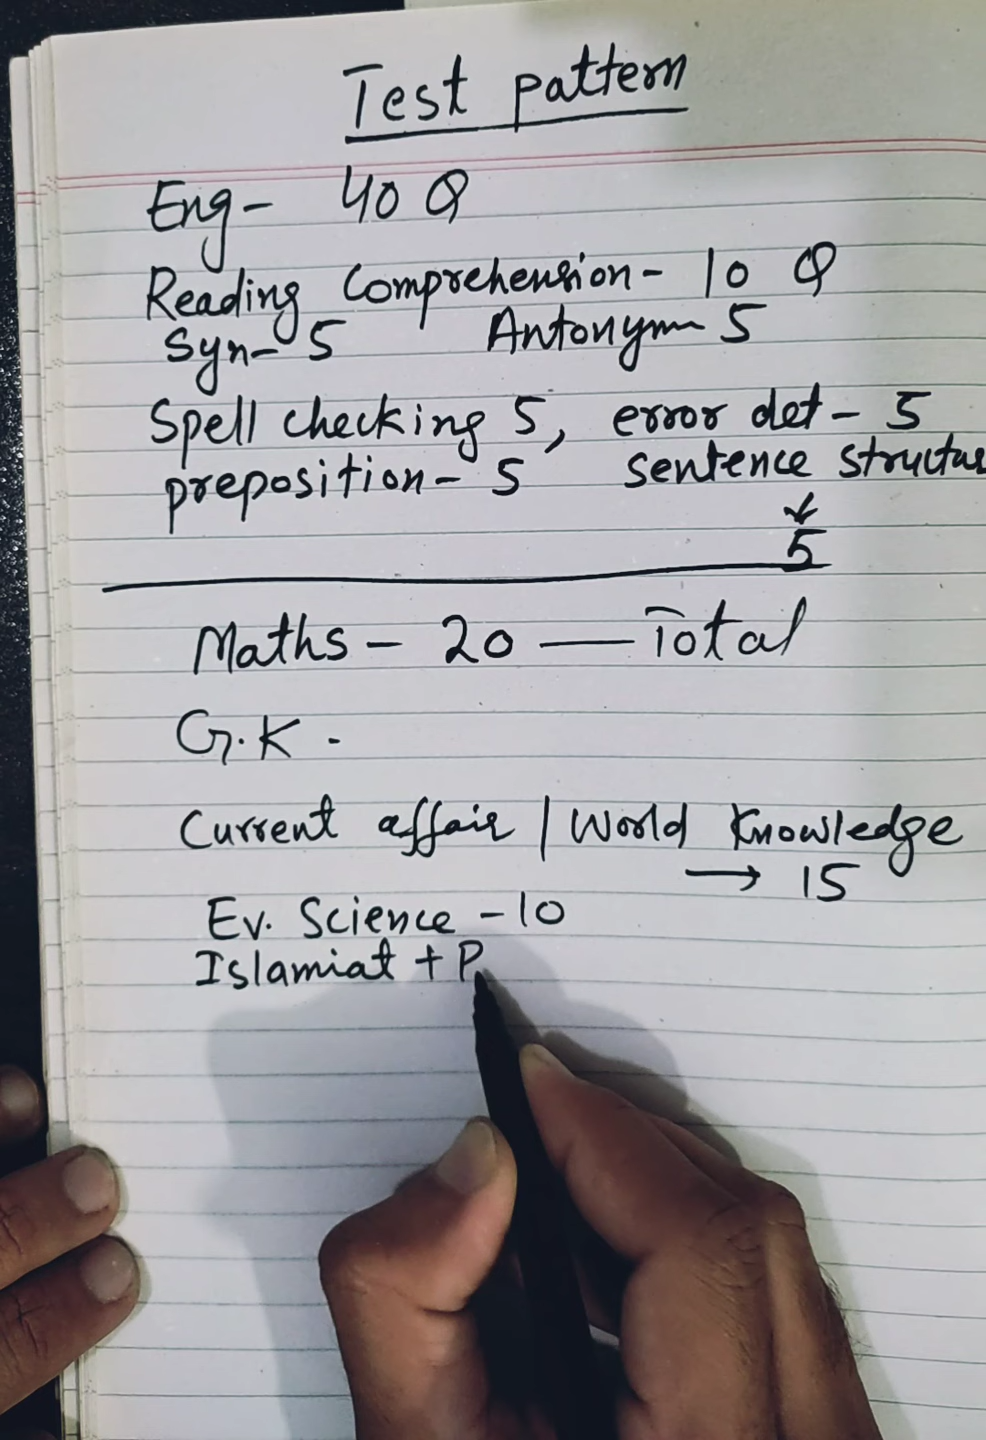 Test pattern
Eng- 40 Q
Reading Comprehension- 10 Q
Syn- 5 Antonym- 5
Spell checking 5, error det- 5
preposition- 5 sentence structur
↓
5
Maths - 20 — Total
G.K.
Current affair | World Knowledge
→ 15
Ev. Science -10
Islamiat + P